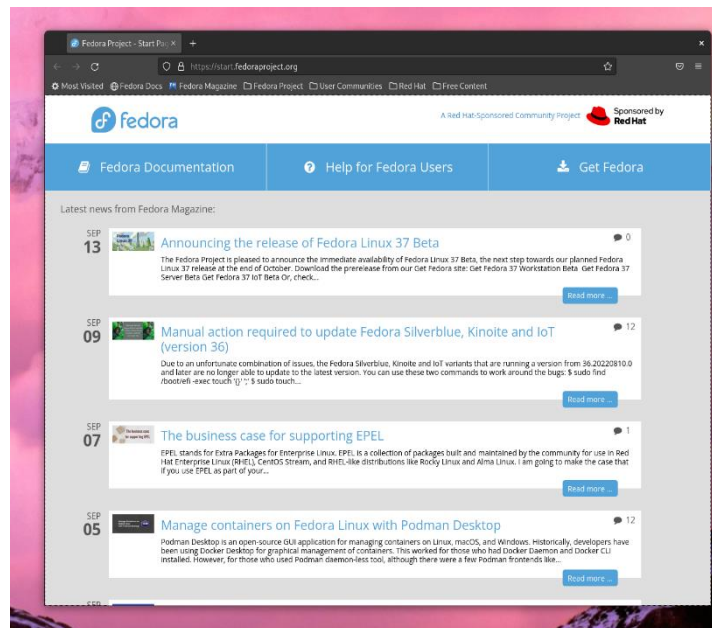 Fedora Project - Start Pag × +
https://start.fedoraproject.org
Most Visited Fedora Docs Fedora Magazine Fedora Project User Communities Red Hat Free Content
fedora
A Red Hat-Sponsored Community Project
Sponsored by
Red Hat
Fedora Documentation
Help for Fedora Users
Get Fedora
Latest news from Fedora Magazine:
SEP
13
Announcing the release of Fedora Linux 37 Beta
0
The Fedora Project is pleased to announce the immediate availability of Fedora Linux 37 Beta, the next step towards our planned Fedora
Linux 37 release at the end of October. Download the prerelease from our Get Fedora site: Get Fedora 37 Workstation Beta Get Fedora 37
Server Beta Get Fedora 37 IoT Beta Or, check...
Read more ...
SEP
09
Manual action required to update Fedora Silverblue, Kinoite and IoT
(version 36)
12
Due to an unfortunate combination of issues, the Fedora Silverblue, Kinoite and IoT variants that are running a version from 36.20220810.0
and later are no longer able to update to the latest version. You can use these two commands to work around the bugs: $ sudo find
/boot/efi -exec touch '{}' ';' $ sudo touch...
Read more ...
SEP
07
The business case for supporting EPEL
1
EPEL stands for Extra Packages for Enterprise Linux. EPEL is a collection of packages built and maintained by the community for use in Red
Hat Enterprise Linux (RHEL), CentOS Stream, and RHEL-like distributions like Rocky Linux and Alma Linux. I am going to make the case that
if you use EPEL as part of your...
Read more ...
SEP
05
Manage containers on Fedora Linux with Podman Desktop
12
Podman Desktop is an open-source GUI application for managing containers on Linux, macOS, and Windows. Historically, developers have
been using Docker Desktop for graphical management of containers. This worked for those who had Docker Daemon and Docker CLI
installed. However, for those who used Podman daemon-less tool, although there were a few Podman frontends like...
Read more ...
SEP